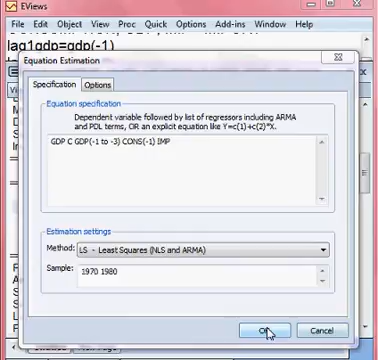 EViews
File Edit Object View Proc Quick Options Add-ins Window
lag1gdp=gdp(-1)
Equation Estimation
Specification Options
Equation specification
Dependent variable followed by list of regressors including ARMA
and PDL terms, OR an explicit equation like Y=c(1)+c(2)*X.
GDP C GDP(-1 to -3) CONS(-1) IMP
Estimation settings
Method: LS - Least Squares (NLS and ARMA)
Sample: 1970 1980
OK Cancel